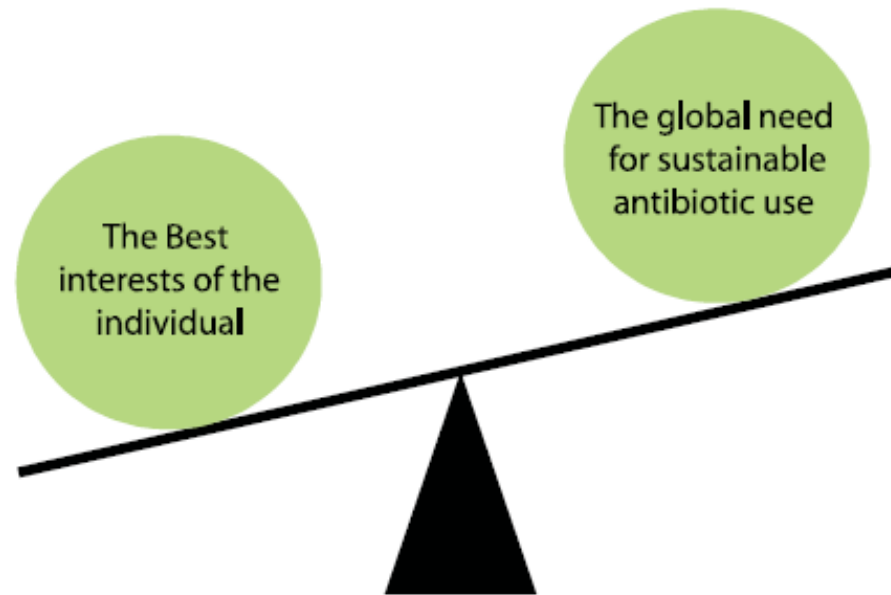 The Best
interests of the
individual
The global need
for sustainable
antibiotic use